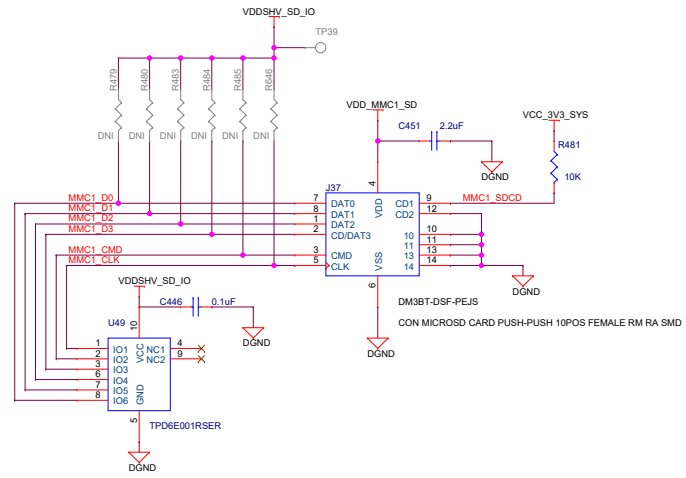 VDDSHV_SD_IO
TP39
R479
R480
R483
R484
R485
R646
DNI
DNI
DNI
DNI
DNI
DNI
VDD_MMC1_SD
C451
2.2uF
DGND
VCC_3V3_SYS
R481
10K
J37
MMC1_D0
MMC1_D1
MMC1_D2
MMC1_D3
MMC1_CMD
MMC1_CLK
7
8
1
2
3
5
DAT0
DAT1
DAT2
CD/DAT3
CMD
CLK
4
VDD
VSS
6
CD1
CD2
10
11
13
14
9
12
10
11
13
14
MMC1_SDCD
DGND
DGND
DM3BT-DSF-PEJS
CON MICROSD CARD PUSH-PUSH 10POS FEMALE RM RA SMD
VDDSHV_SD_IO
C446
0.1uF
DGND
U49
10
1
2
3
6
7
8
IO1
IO2
IO3
IO4
IO5
IO6
VCC
GND
NC1
NC2
4
9
5
TPD6E001RSER
DGND